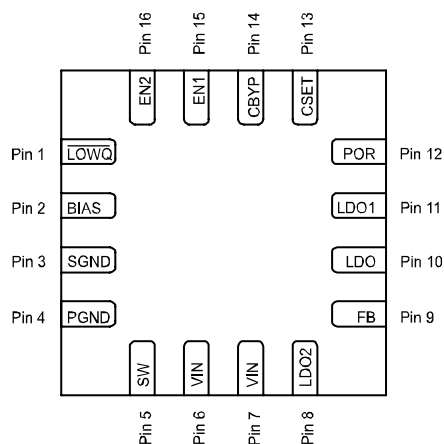 Pin 16
Pin 15
Pin 14
Pin 13
EN2
EN1
CBYP
CSET
Pin 1
LOWQ
POR
Pin 12
Pin 2
BIAS
LDO1
Pin 11
Pin 3
SGND
LDO
Pin 10
Pin 4
PGND
FB
Pin 9
SW
VIN
VIN
LDO2
Pin 5
Pin 6
Pin 7
Pin 8